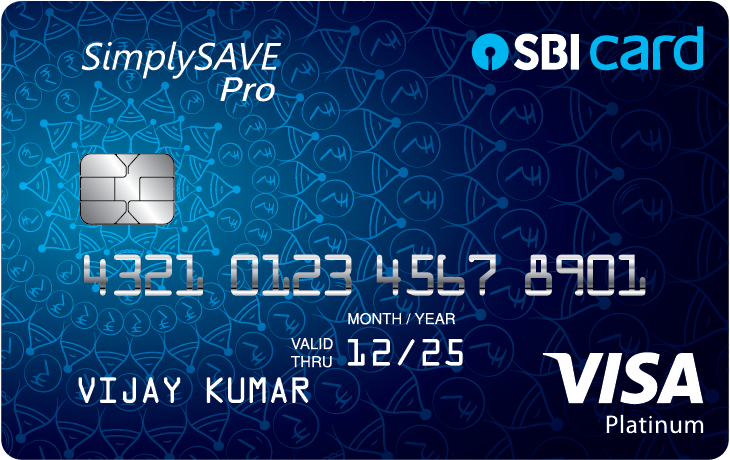 SimplySAVE
Pro
SBI card
4321 0123 4567 8901
MONTH / YEAR
VALID
THRU
12/25
VIJAY KUMAR
VISA
Platinum